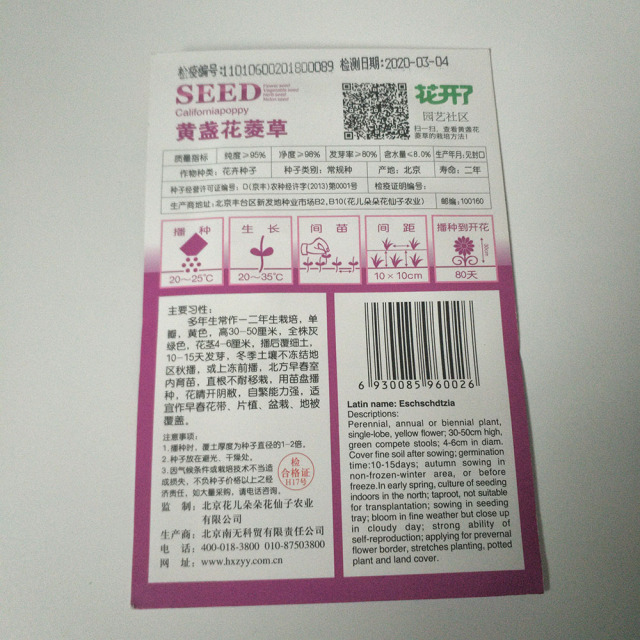 松疫编号:11010600201800089 检测日期:2020-03-04
SEED
Californiapoppy
黄盏花菱草
花开了
园艺社区
扫一扫，查看黄盏花
菱草的栽培方法！
质量指标 纯度≥95% 净度≥98% 发芽率≥80% 含水量≤8.0% 生产年月:见封口
作物种类：花卉种子 种子类别：常规种 产地：北京 寿命：二年
种子经营许可证编号：D(京丰)农种经许字(2013)第0001号 检疫证明编号：
生产商地址：北京丰台区新发地种业市场B2,B10(花儿朵朵花仙子农业) 邮编：100160
播种 生长 间苗 间距 播种到开花
20～25℃ 20～35℃ 10×10cm 80天
主要习性：
多年生常作一二年生栽培，单
瓣，黄色，高30-50厘米，全株灰
绿色，花茎4-6厘米，播后覆细土，
10-15天发芽，冬季土壤不冻结地
区秋播，或上冻前播，北方早春室
内育苗，直根不耐移栽，用苗盘播
种，花晴开阴敝，自繁能力强，适
宜作早春花带、片植、盆栽、地被
覆盖。
注意事项：
1.播种时，覆土厚度为种子直径的1-2倍。
2.种子放在避光、干燥处。
3.因气候条件或栽培技术不当造
成损失，不负种子价格以上之经
济责任，如大量采购，请电话咨询。
检
合格证
H17号
监制：北京花儿朵朵花仙子农业
有限公司
生产商：北京南无科贸有限责任公司
电话：400-018-3800 010-87503800
网址：www.hxzyy.com.cn
6 930085 960026
Latin name: Eschschdtzia
Descriptions:
Perennial, annual or biennial plant,
single-lobe, yellow flower; 30-50cm high,
green compete stools; 4-6cm in diam.
Cover fine soil after sowing; germination
time:10-15days; autumn sowing in
non-frozen-winter area, or before
freeze.In early spring, culture of seeding
indoors in the north; taproot, not suitable
for transplantation; sowing in seeding
tray; bloom in fine weather but close up
in cloudy day; strong ability of
self-reproduction; applying for prevernal
flower border, stretches planting, potted
plant and land cover.